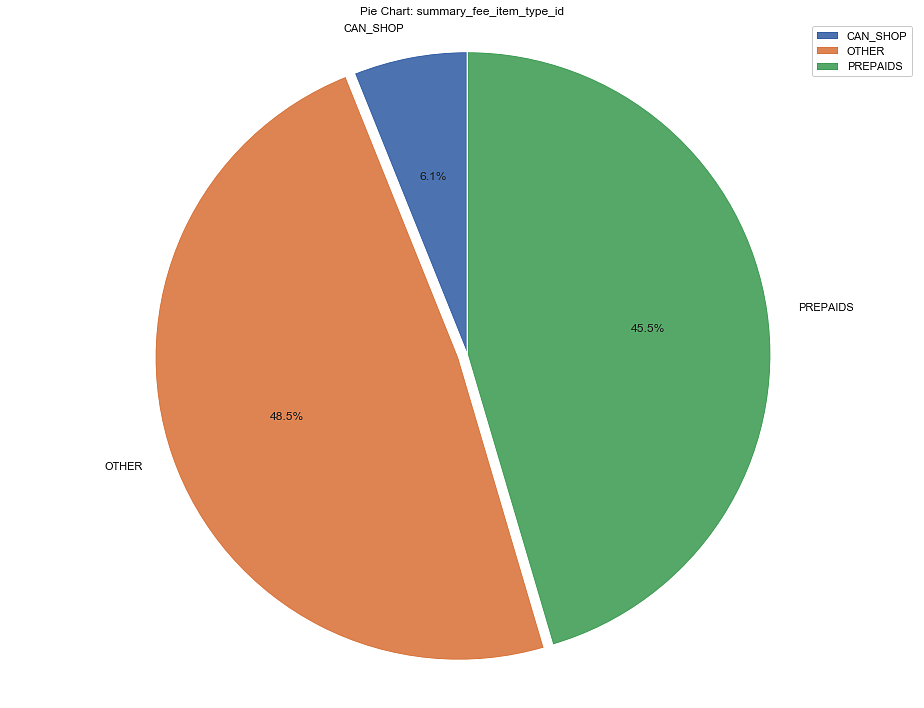 Pie Chart: summary_fee_item_type_id
CAN_SHOP
CAN_SHOP
OTHER
PREPAIDS
6.1%
PREPAIDS
45.5%
48.5%
OTHER